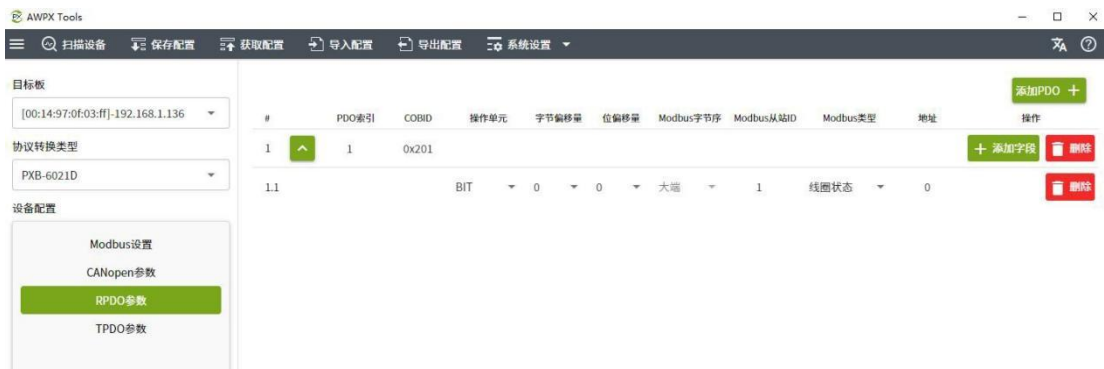 AWPX Tools
扫描设备 保存配置 获取配置 导入配置 导出配置 系统设置
目标板
[00:14:97:0f:03:ff]-192.168.1.136
协议转换类型
PXB-6021D
设备配置
Modbus设置
CANopen参数
RPDO参数
TPDO参数
添加PDO +
# PDO索引 COBID 操作单元 字节偏移量 位偏移量 Modbus字节序 Modbus从站ID Modbus类型 地址 操作
1 1 0x201 + 添加字段 删除
1.1 BIT 0 0 大端 1 线圈状态 0 删除